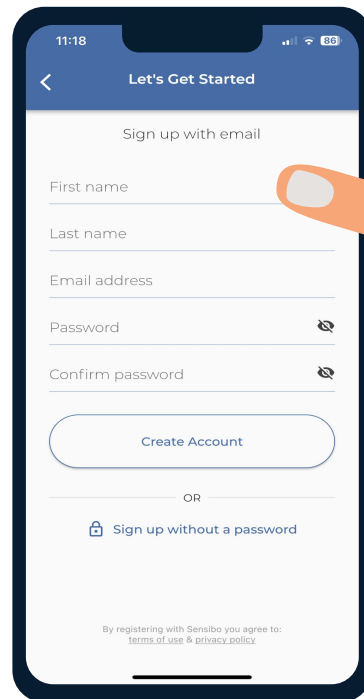 11:18
86
Let's Get Started
Sign up with email
First name
Last name
Email address
Password
Confirm password
Create Account
OR
Sign up without a password
By registering with Sensibo you agree to:
terms of use & privacy policy